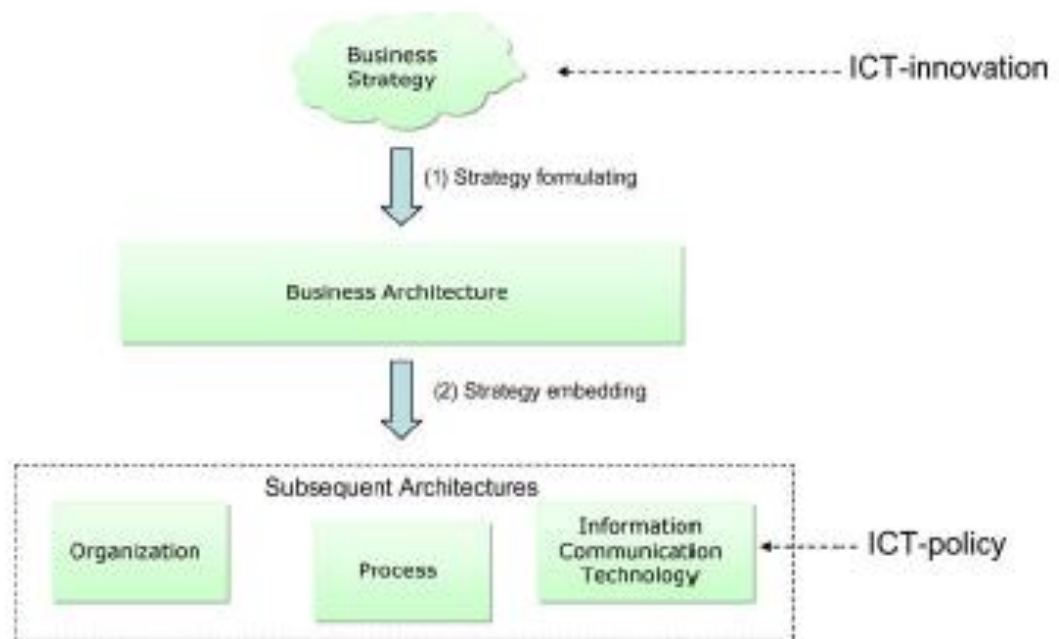 Business
Strategy
ICT-innovation
(1) Strategy formulating
Business Architecture
(2) Strategy embedding
Subsequent Architectures
Organization
Process
Information
Communication
Technology
ICT-policy